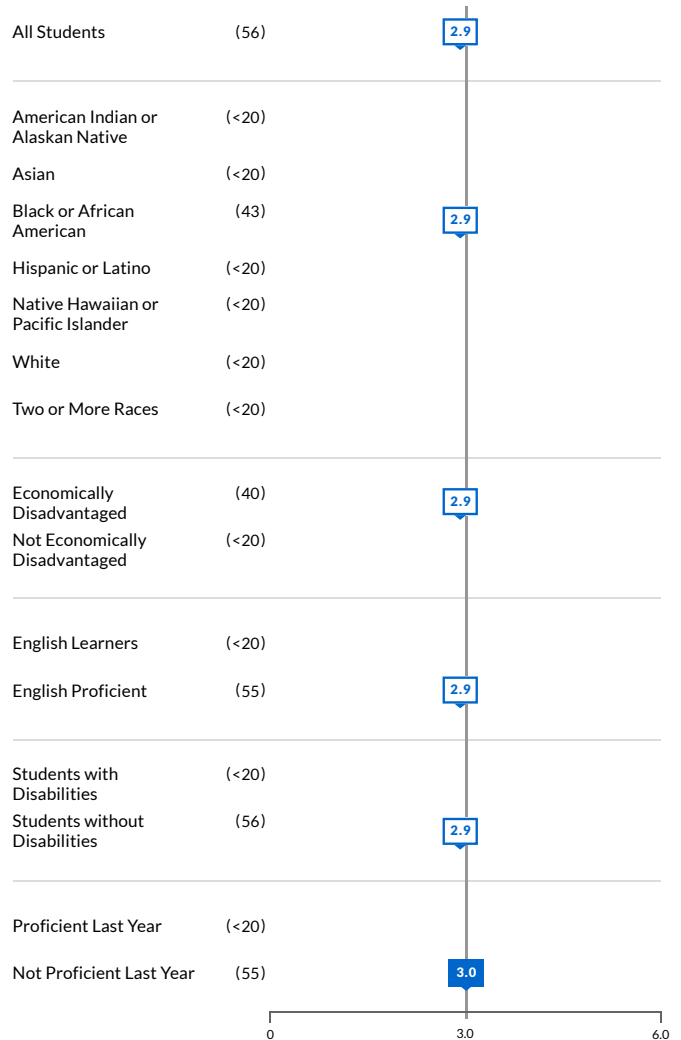 All Students (56) 2.9
American Indian or (<20)
Alaskan Native
Asian (<20)
Black or African (43) 2.9
American
Hispanic or Latino (<20)
Native Hawaiian or (<20)
Pacific Islander
White (<20)
Two or More Races (<20)
Economically (40) 2.9
Disadvantaged
Not Economically (<20)
Disadvantaged
English Learners (<20)
English Proficient (55) 2.9
Students with (<20)
Disabilities
Students without (56) 2.9
Disabilities
Proficient Last Year (<20)
Not Proficient Last Year (55) 3.0
0 3.0 6.0